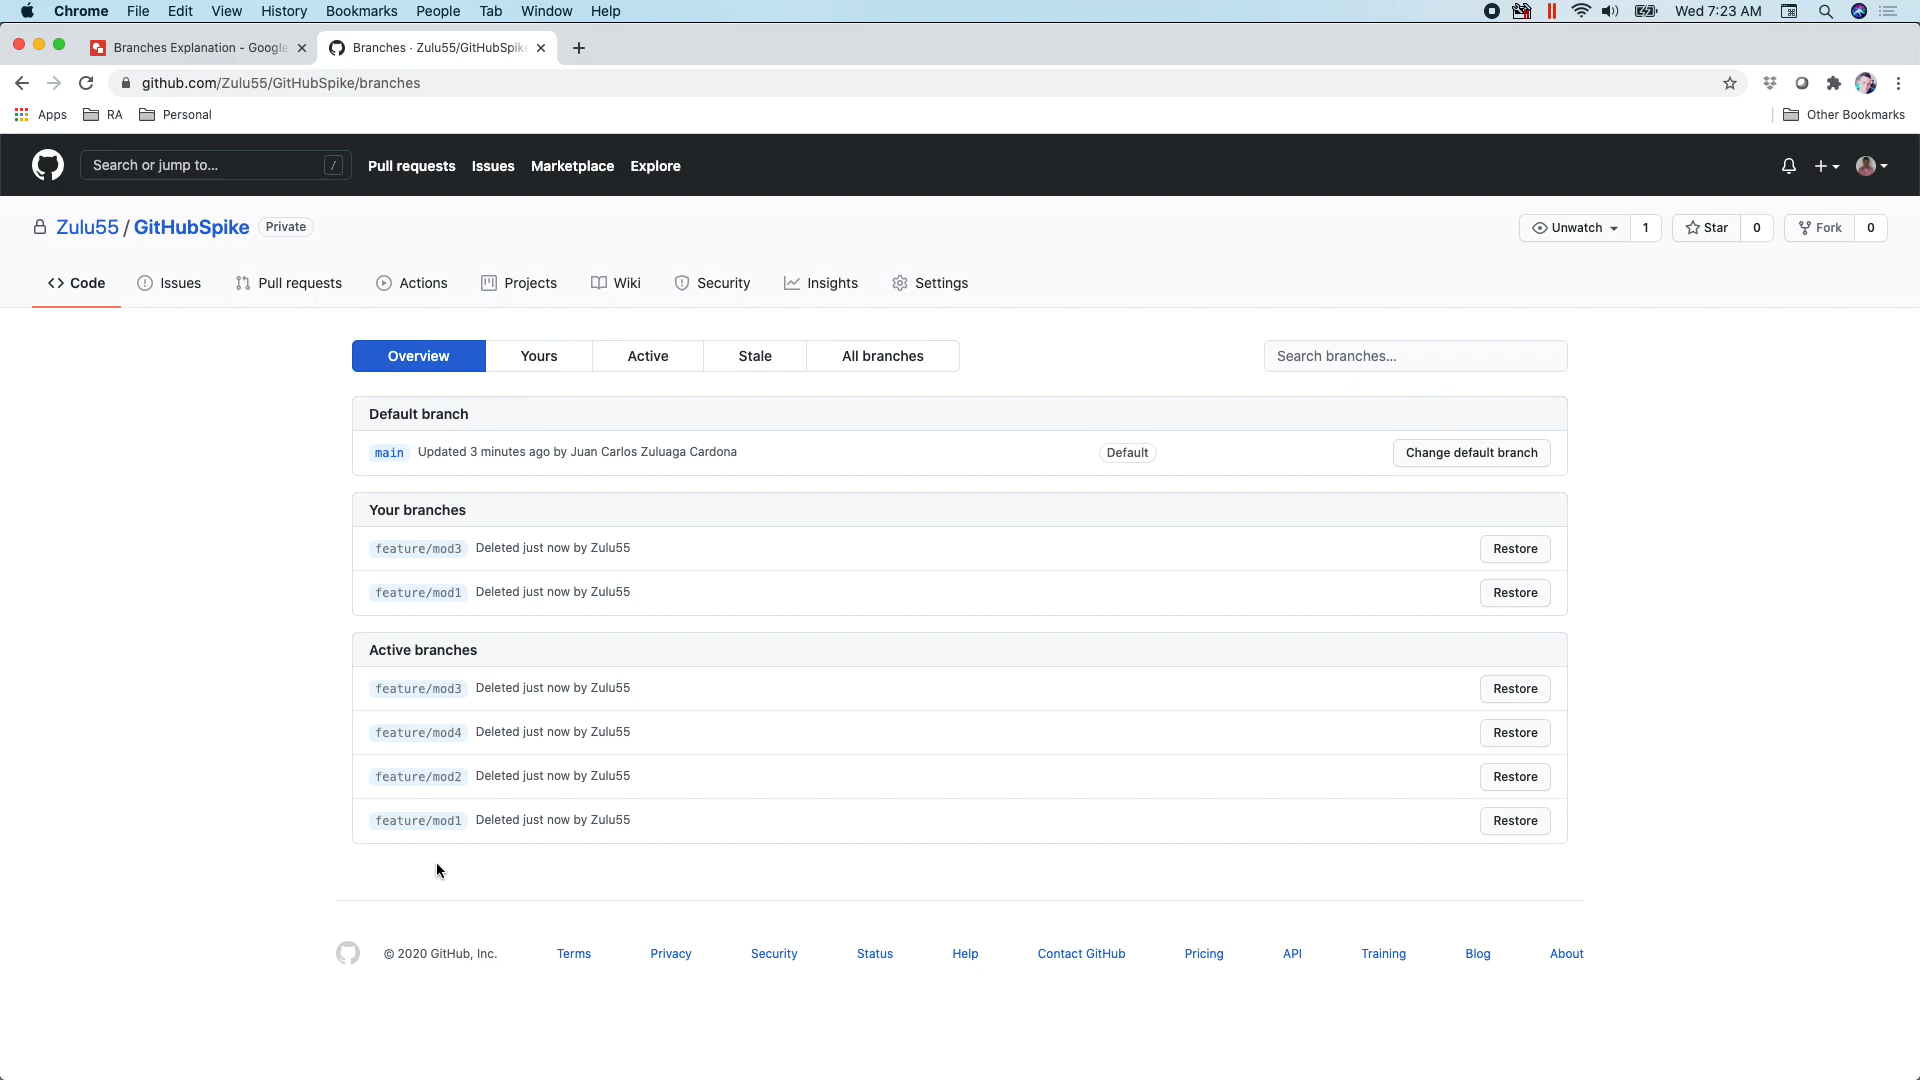 Chrome File Edit View History Bookmarks People Tab Window Help Wed 7:23 AM
Branches Explanation - Google Branches · Zulu55/GitHubSpike
github.com/Zulu55/GitHubSpike/branches
Apps RA Personal Other Bookmarks
Search or jump to... / Pull requests Issues Marketplace Explore
Zulu55 / GitHubSpike Private Unwatch 1 Star 0 Fork 0
Code Issues Pull requests Actions Projects Wiki Security Insights Settings
Overview Yours Active Stale All branches Search branches...
Default branch
main Updated 3 minutes ago by Juan Carlos Zuluaga Cardona Default Change default branch
Your branches
feature/mod3 Deleted just now by Zulu55 Restore
feature/mod1 Deleted just now by Zulu55 Restore
Active branches
feature/mod3 Deleted just now by Zulu55 Restore
feature/mod4 Deleted just now by Zulu55 Restore
feature/mod2 Deleted just now by Zulu55 Restore
feature/mod1 Deleted just now by Zulu55 Restore
© 2020 GitHub, Inc. Terms Privacy Security Status Help Contact GitHub Pricing API Training Blog About